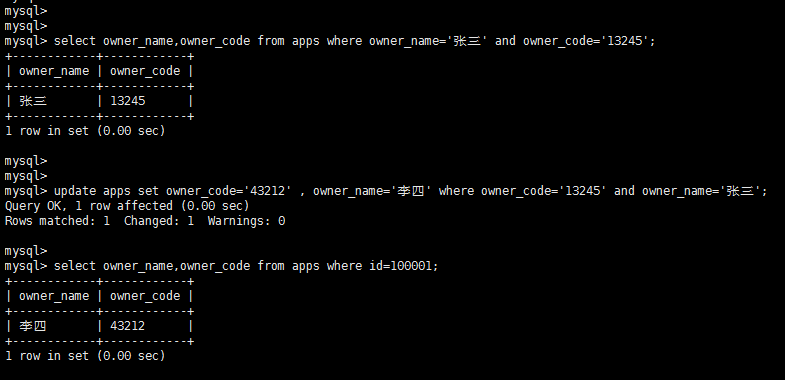 mysql>
mysql>
mysql> select owner_name,owner_code from apps where owner_name='张三' and owner_code='13245';
+------------+------------+
| owner_name | owner_code |
+------------+------------+
| 张三       | 13245      |
+------------+------------+
1 row in set (0.00 sec)
mysql>
mysql>
mysql> update apps set owner_code='43212' , owner_name='李四' where owner_code='13245' and owner_name='张三';
Query OK, 1 row affected (0.00 sec)
Rows matched: 1  Changed: 1  Warnings: 0
mysql>
mysql> select owner_name,owner_code from apps where id=100001;
+------------+------------+
| owner_name | owner_code |
+------------+------------+
| 李四       | 43212      |
+------------+------------+
1 row in set (0.00 sec)